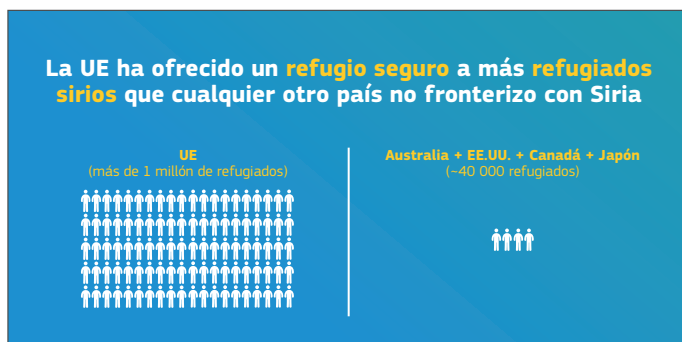 La UE ha ofrecido un refugio seguro a más refugiados
sirios que cualquier otro país no fronterizo con Siria
UE
(más de 1 millón de refugiados)
Australia + EE.UU. + Canadá + Japón
(~40 000 refugiados)